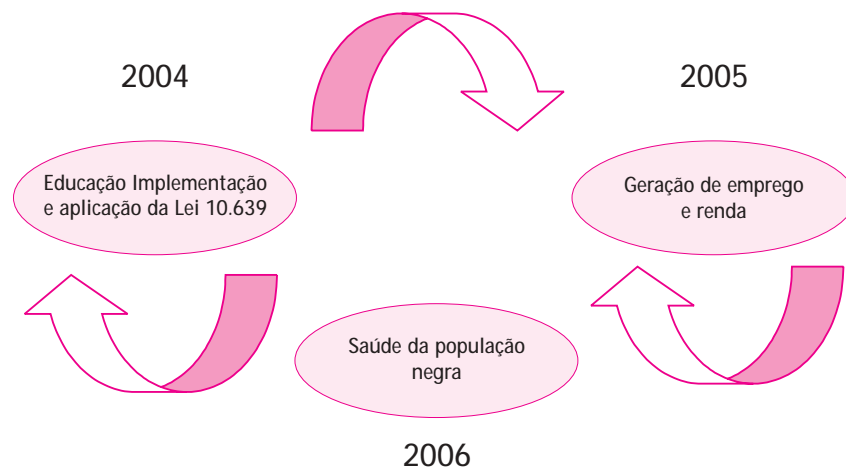 2004
2005
Educação Implementação
e aplicação da Lei 10.639
Geração de emprego
e renda
Saúde da população
negra
2006